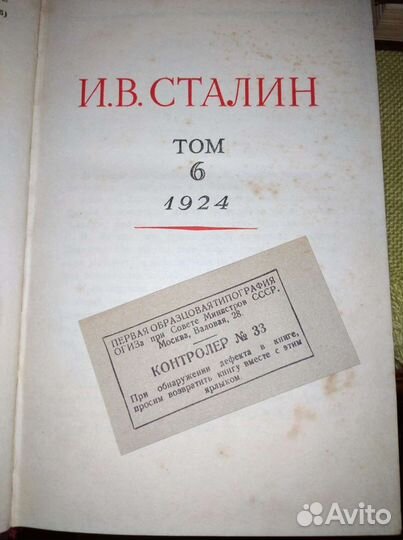 И.В. СТАЛИН
ТОМ
6
1924
ПЕРВАЯ ОБРАЗЦОВАЯ ТИПОГРАФИЯ
ОГИЗа при Совете Министров СССР.
Москва, Валовая, 28.
КОНТРОЛЕР № 33
При обнаружении дефекта в книге,
просим возвратить книгу вместе с этим
ярлыком
Avito